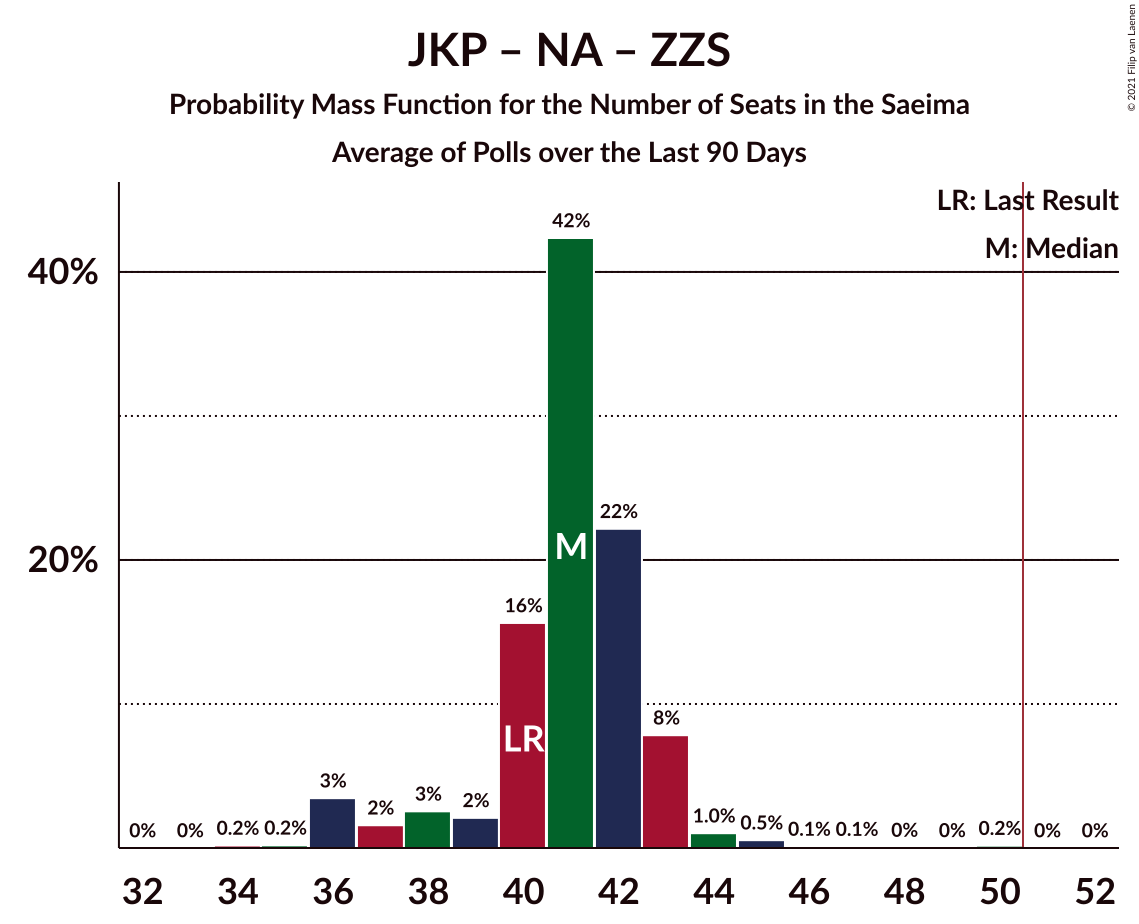 JKP – NA – ZZS
Probability Mass Function for the Number of Seats in the Saeima
Average of Polls over the Last 90 Days
© 2021 Filip van Laenen
LR: Last Result
M: Median
40%
20%
0% 0% 0.2% 0.2% 3% 2% 3% 2% 16% 42% 22% 8% 1.0% 0.5% 0.1% 0.1% 0% 0% 0.2% 0% 0%
LR M
32 34 36 38 40 42 44 46 48 50 52